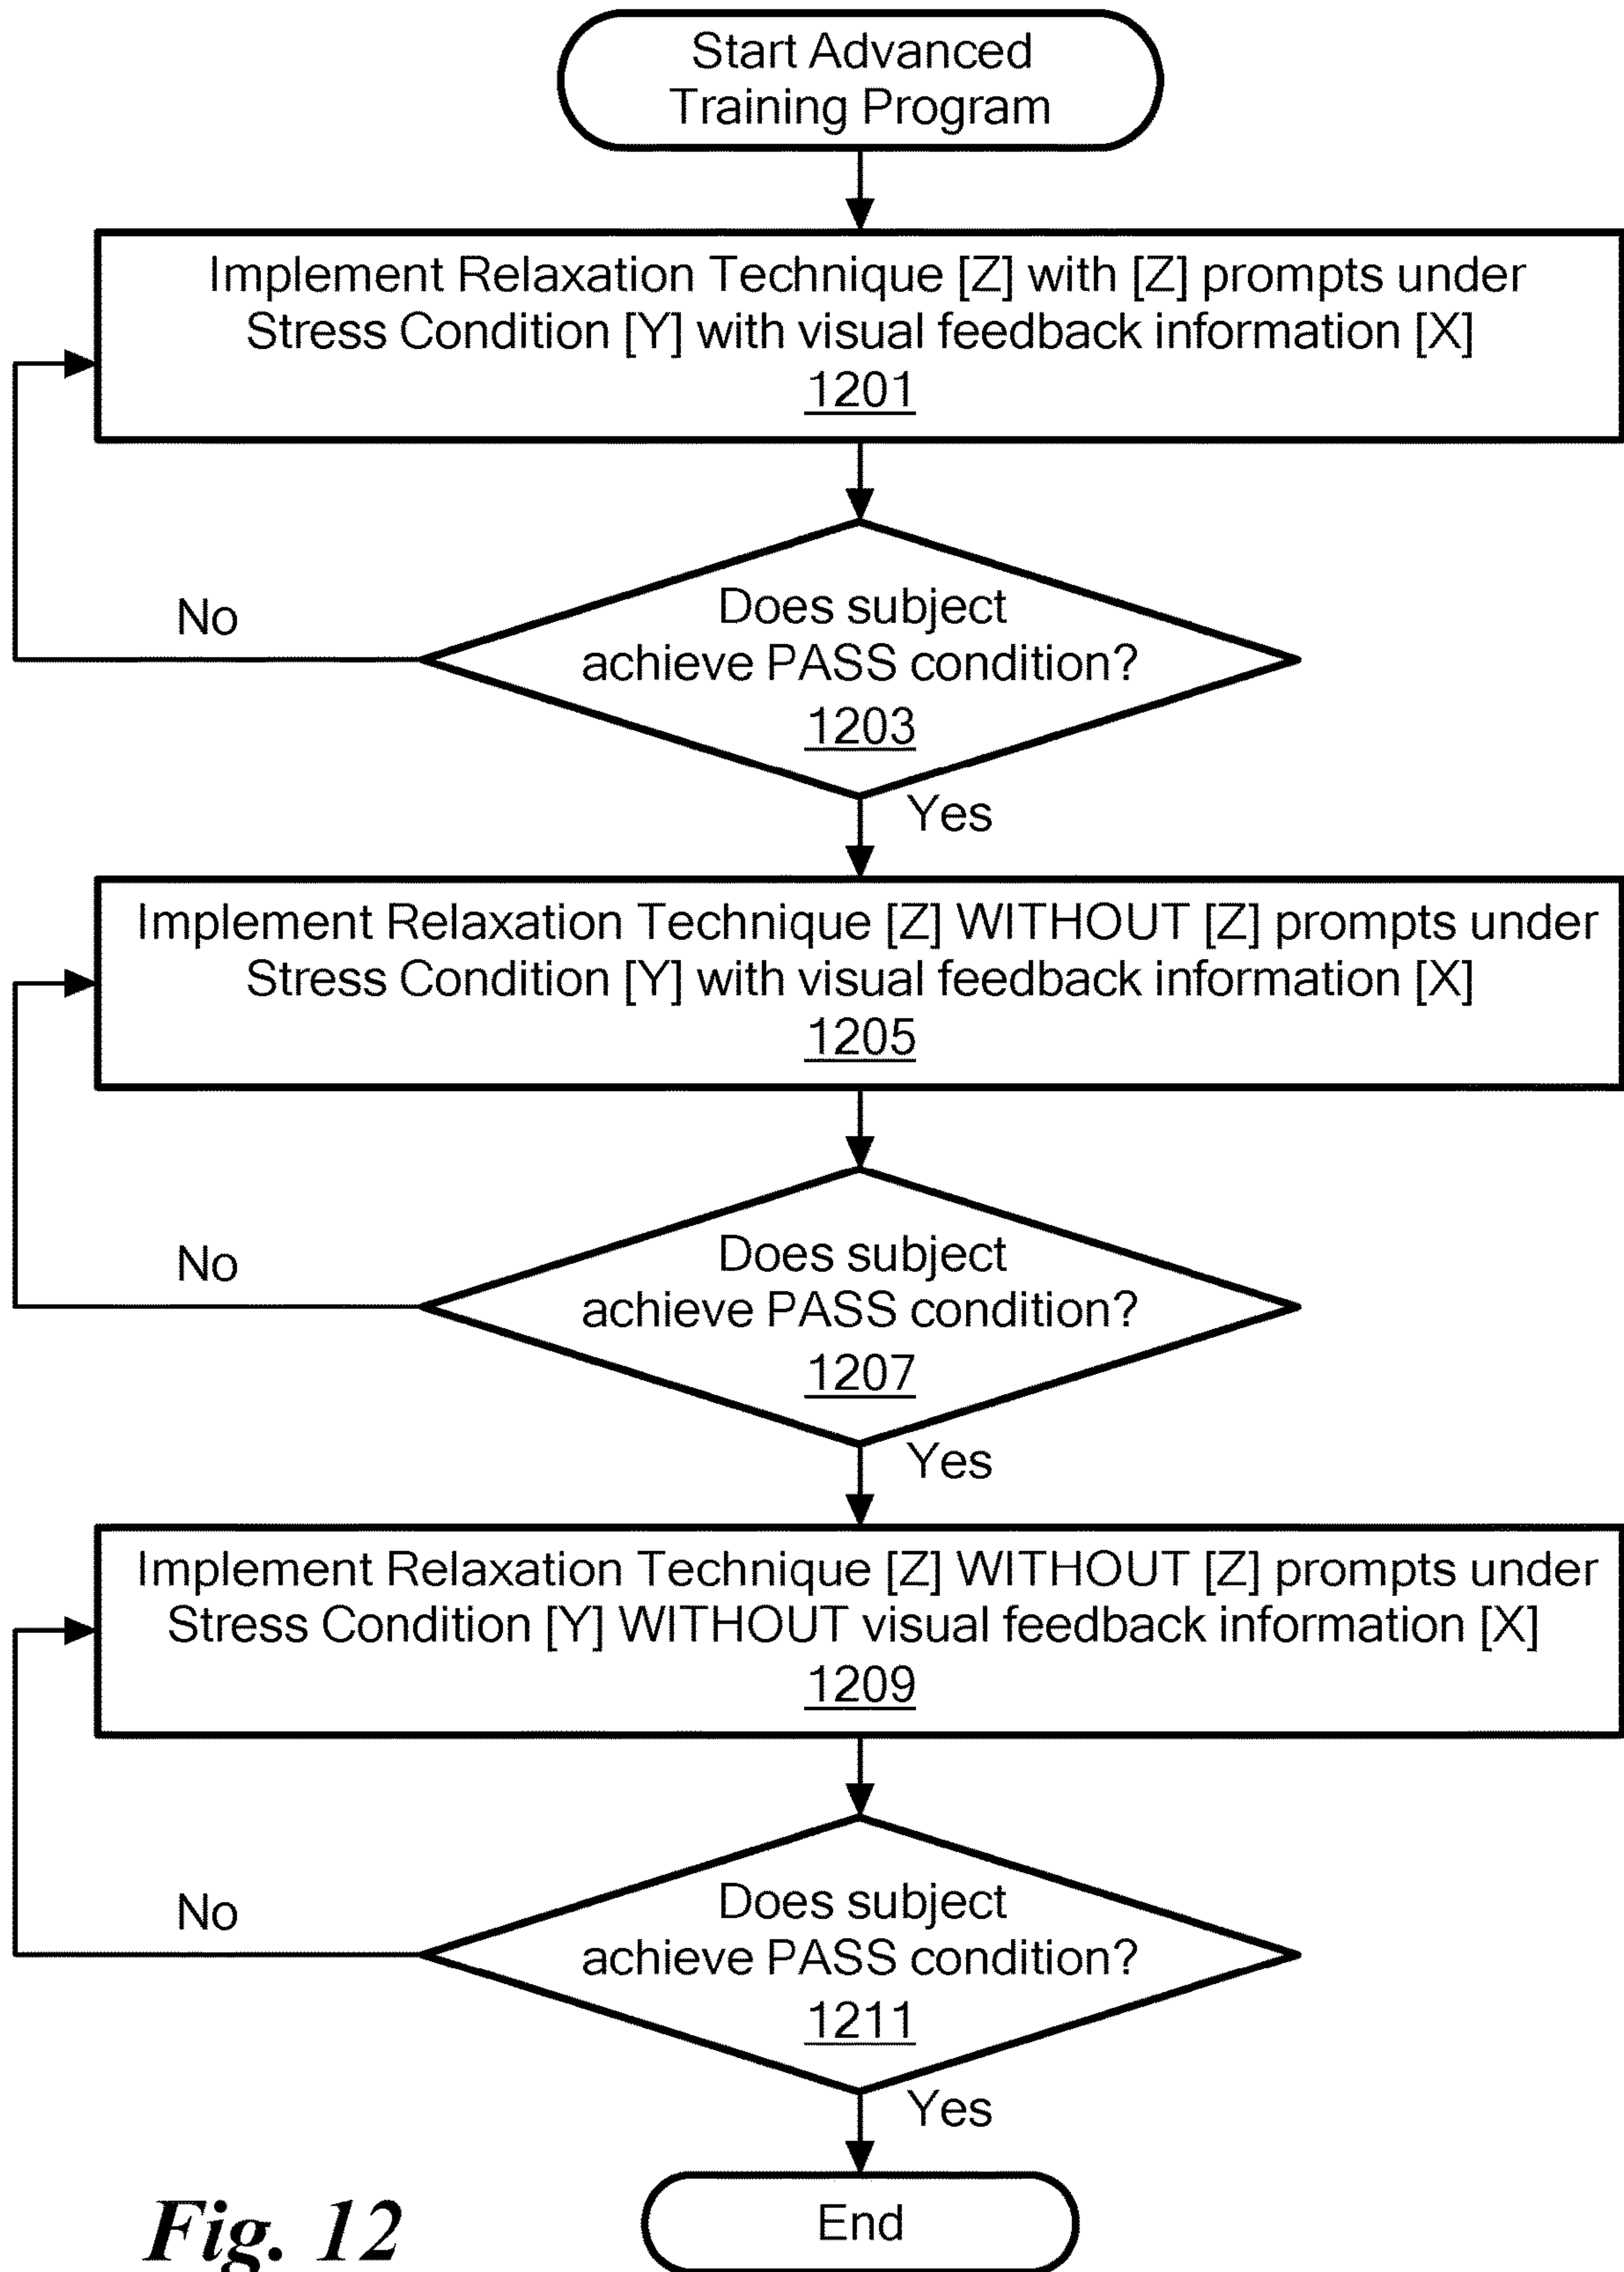 Start Advanced
Training Program
Implement Relaxation Technique [Z] with [Z] prompts under
Stress Condition [Y] with visual feedback information [X]
1201
Does subject
achieve PASS condition?
1203
No
Yes
Implement Relaxation Technique [Z] WITHOUT [Z] prompts under
Stress Condition [Y] with visual feedback information [X]
1205
Does subject
achieve PASS condition?
1207
No
Yes
Implement Relaxation Technique [Z] WITHOUT [Z] prompts under
Stress Condition [Y] WITHOUT visual feedback information [X]
1209
Does subject
achieve PASS condition?
1211
No
Yes
End
Fig. 12